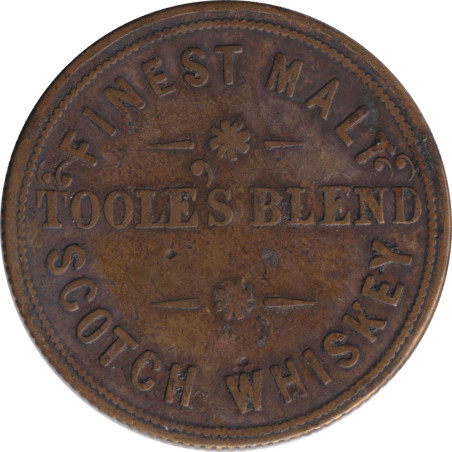 FINEST MALT
TOOLE'S BLEND
SCOTCH WHISKEY